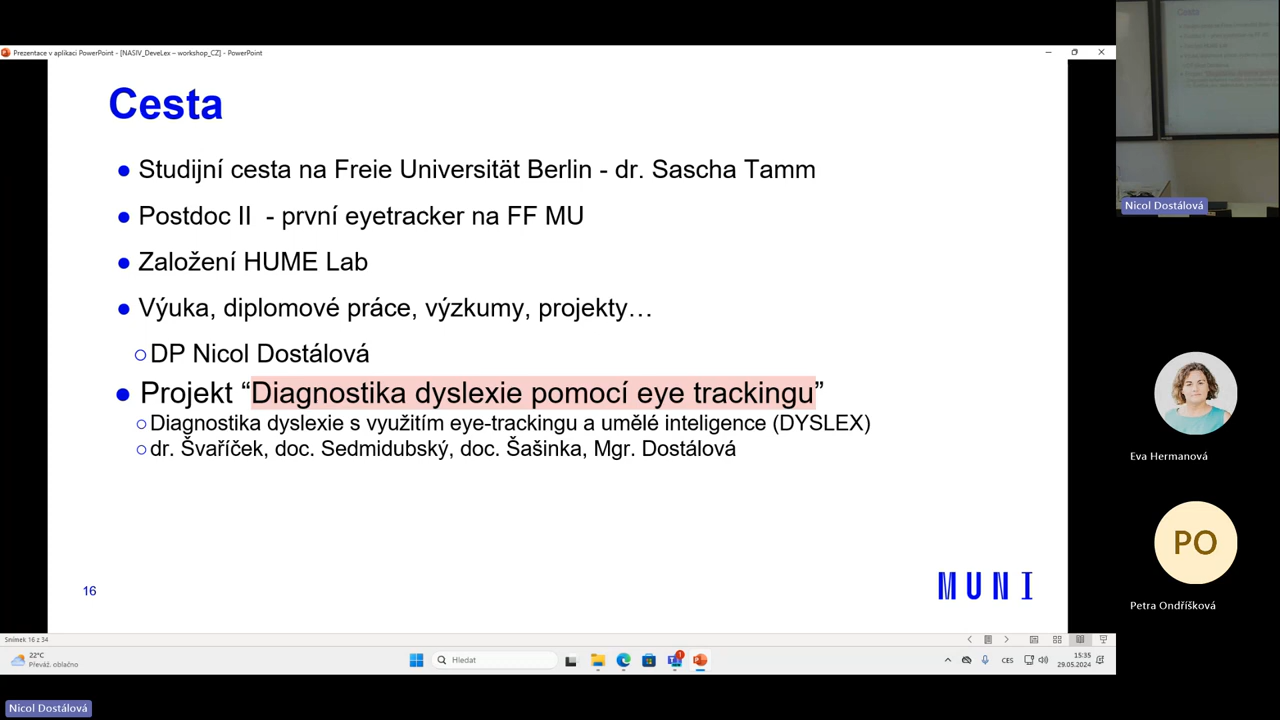 Prezentace v aplikaci PowerPoint - [NASIV_DeveLex – workshop_CZ] - PowerPoint
Cesta
● Studijní cesta na Freie Universität Berlin - dr. Sascha Tamm
● Postdoc II - první eyetracker na FF MU
● Založení HUME Lab
● Výuka, diplomové práce, výzkumy, projekty…
○DP Nicol Dostálová
● Projekt “Diagnostika dyslexie pomocí eye trackingu”
○Diagnostika dyslexie s využitím eye-trackingu a umělé inteligence (DYSLEX)
○dr. Švaříček, doc. Sedmidubský, doc. Šašinka, Mgr. Dostálová
16
MUNI
Snímek 16 z 34
22°C
Převáž. oblačno
Hledat
1
CES
15:35
29.05.2024
Nicol Dostálová
Cesta
Nicol Dostálová
Eva Hermanová
PO
Petra Ondříšková